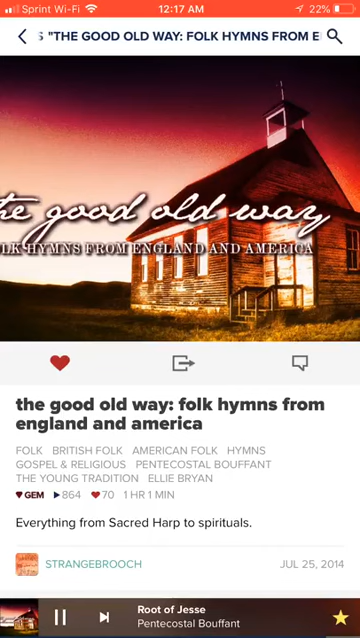 Sprint Wi-Fi 12:17 AM 22%
"THE GOOD OLD WAY: FOLK HYMNS FROM E
the good old way
LK HYMNS FROM ENGLAND AND AMERICA
the good old way: folk hymns from
england and america
FOLK BRITISH FOLK AMERICAN FOLK HYMNS
GOSPEL & RELIGIOUS PENTECOSTAL BOUFFANT
THE YOUNG TRADITION ELLIE BRYAN
GEM 864 70 1 HR 1 MIN
Everything from Sacred Harp to spirituals.
STRANGEBROOCH JUL 25, 2014
Root of Jesse
Pentecostal Bouffant